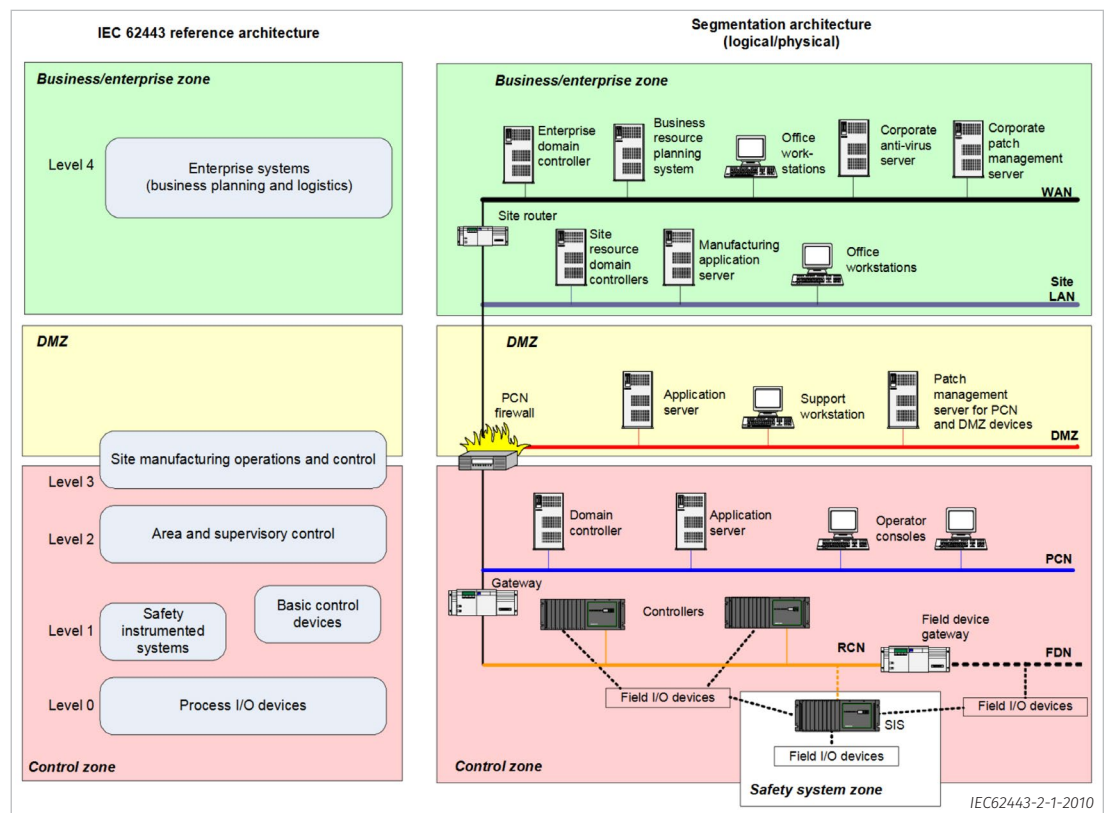 IEC 62443 reference architecture
Business/enterprise zone
Level 4
Enterprise systems
(business planning and logistics)
DMZ
Site manufacturing operations and control
Level 3
Level 2
Area and supervisory control
Basic control
devices
Level 1
Safety
instrumented
systems
Level 0
Process I/O devices
Control zone
Segmentation architecture
(logical/physical)
Business/enterprise zone
Enterprise
domain
controller
Business
resource
planning
system
Office
work-
stations
Corporate
anti-virus
server
Corporate
patch
management
server
WAN
Site router
Site
resource
domain
controllers
Manufacturing
application
server
Office
workstations
Site
LAN
DMZ
PCN
firewall
Application
server
Support
workstation
Patch
management
server for PCN
and DMZ devices
DMZ
Domain
controller
Application
server
Operator
consoles
PCN
Gateway
Controllers
Field device
gateway
RCN
FDN
Field I/O devices
SIS
Field I/O devices
Field I/O devices
Control zone
Safety system zone
IEC62443-2-1-2010